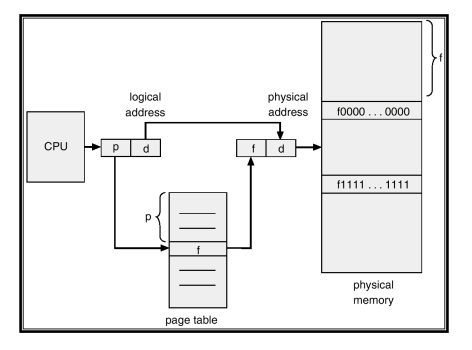 f
logical
address
physical
address
f0000 . . . 0000
CPU
p d
f d
f1111 . . . 1111
p
f
physical
memory
page table